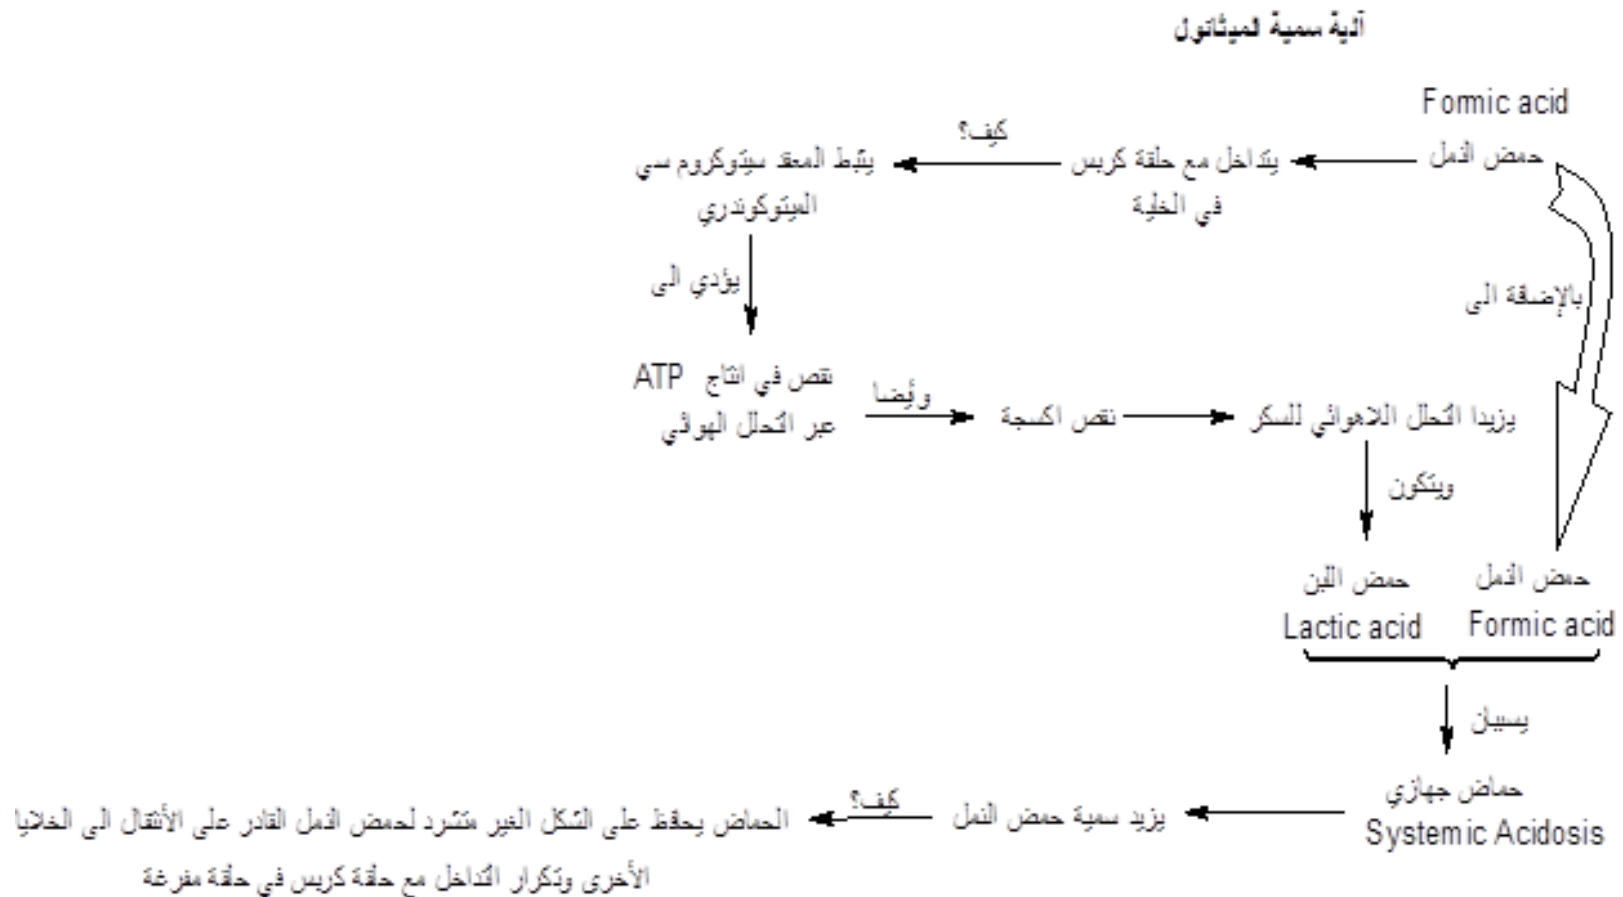 آلية سمية الميثانول
Formic acid
حمض النمل
يتداخل مع حلقة كربس
في الخلية
كيف؟
يثبط المعقد سيتوكروم سي
الميتوكوندري
يؤدي الى
بالإضافة الى
نقص في انتاج ATP
عبر التحلل الهوائي
وأيضا
نقص اكسجة
يزيدا التحلل اللاهوائي للسكر
ويتكون
حمض النمل
Formic acid
حمض اللبن
Lactic acid
يسببان
حماض جهازي
Systemic Acidosis
يزيد سمية حمض النمل
كيف؟
الحماض يحافظ على الشكل الغير متشرد لحمض النمل القادر على الأنتقال الى الخلايا
الأخرى وتكرار التداخل مع حلقة كربس في حلقة مفرغة